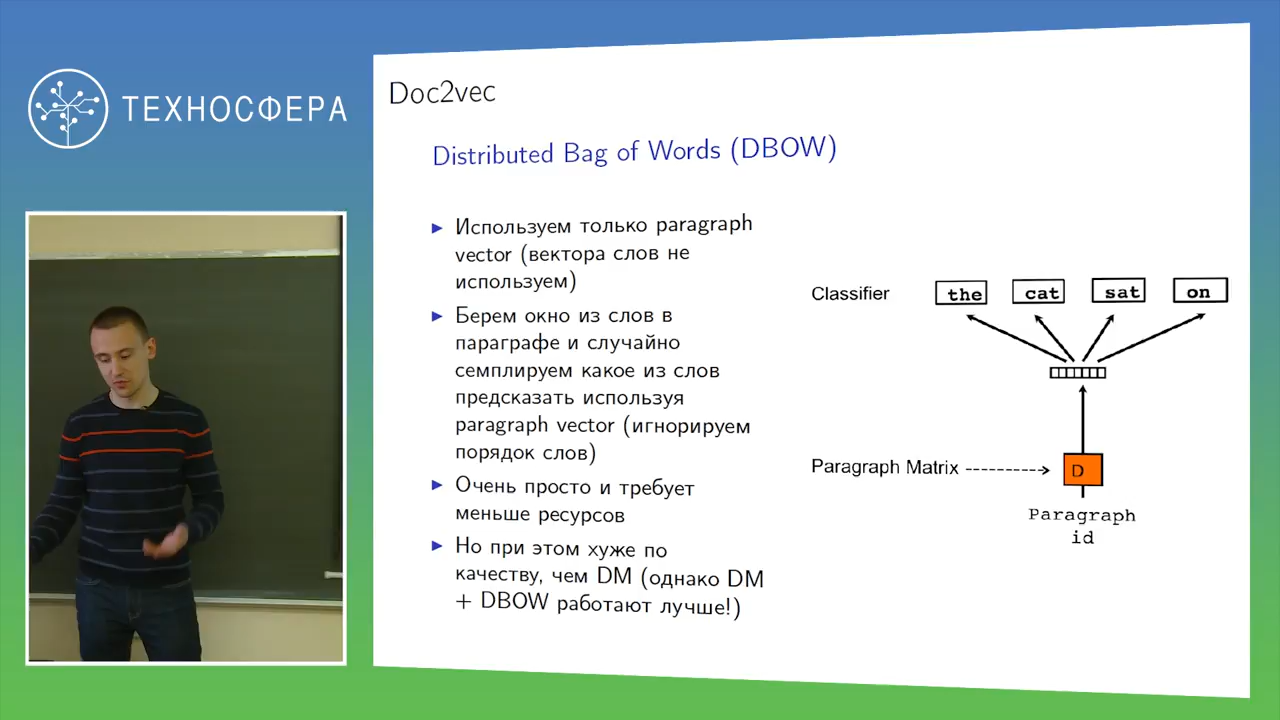 ТЕХНОСФЕРА
Doc2vec
Distributed Bag of Words (DBOW)
Используем только paragraph
vector (вектора слов не
используем)
Берем окно из слов в
параграфе и случайно
семплируем какое из слов
предсказать используя
paragraph vector (игнорируем
порядок слов)
Очень просто и требует
меньше ресурсов
Но при этом хуже по
качеству, чем DM (однако DM
+ DBOW работают лучше!)
Classifier
the cat sat on
Paragraph Matrix
D
Paragraph
id